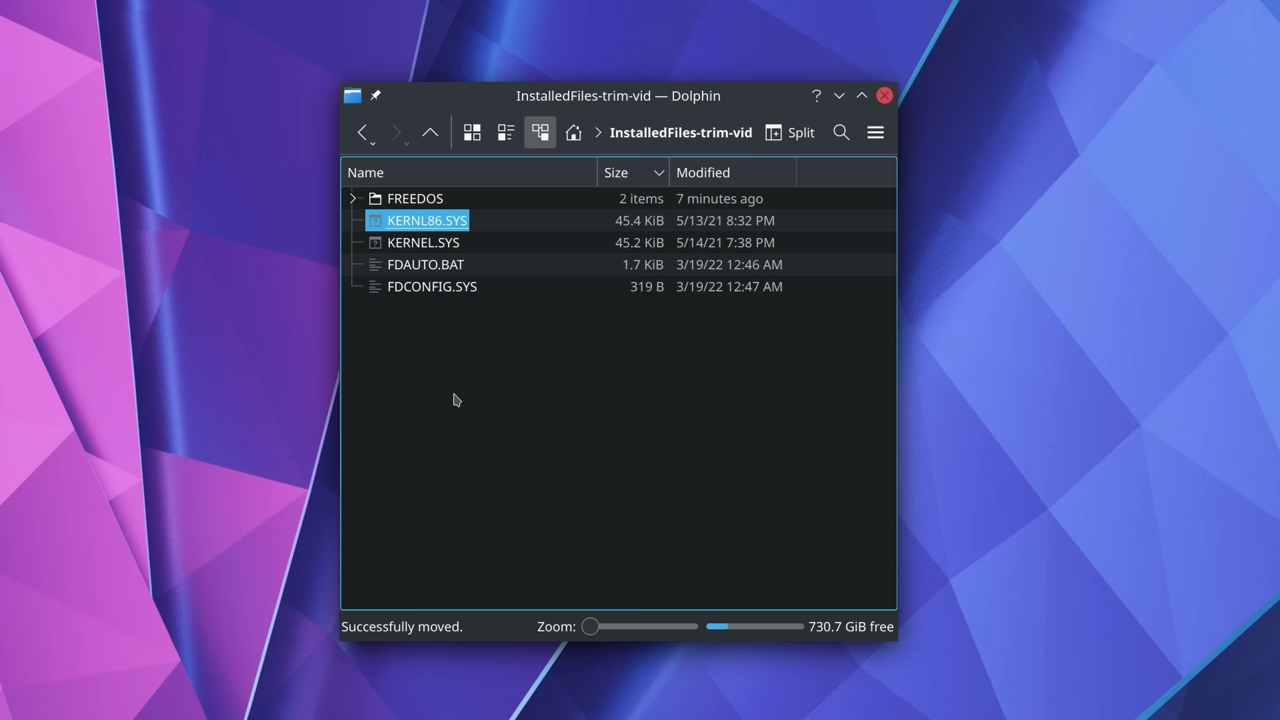 InstalledFiles-trim-vid — Dolphin
InstalledFiles-trim-vid Split
Name Size Modified
FREEDOS 2 items 7 minutes ago
KERNL86.SYS 45.4 KiB 5/13/21 8:32 PM
KERNEL.SYS 45.2 KiB 5/14/21 7:38 PM
FDAUTO.BAT 1.7 KiB 3/19/22 12:46 AM
FDCONFIG.SYS 319 B 3/19/22 12:47 AM
Successfully moved. Zoom: 730.7 GiB free